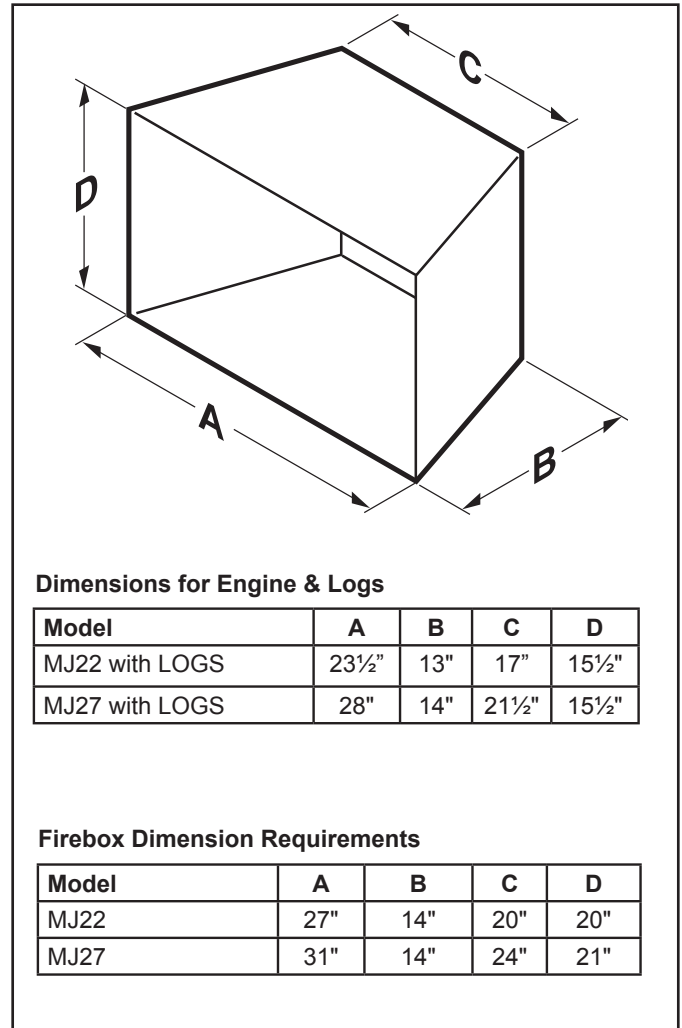 C
D
A
B
Dimensions for Engine & Logs
Model A B C D
MJ22 with LOGS 23½” 13" 17” 15½"
MJ27 with LOGS 28" 14" 21½" 15½"
Firebox Dimension Requirements
Model A B C D
MJ22 27" 14" 20" 20"
MJ27 31" 14" 24" 21"